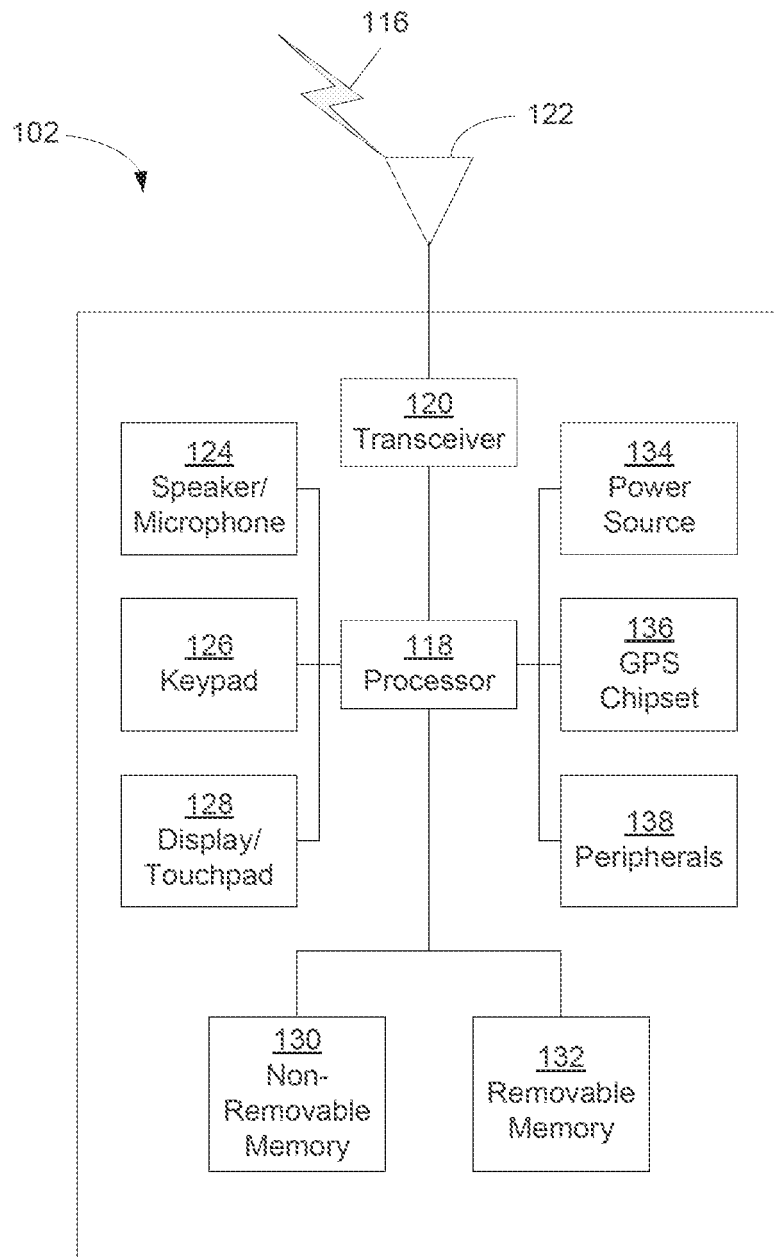 116
102
122
120
Transceiver
124
Speaker/
Microphone
134
Power
Source
126
Keypad
118
Processor
136
GPS
Chipset
128
Display/
Touchpad
138
Peripherals
130
Non-
Removable
Memory
132
Removable
Memory